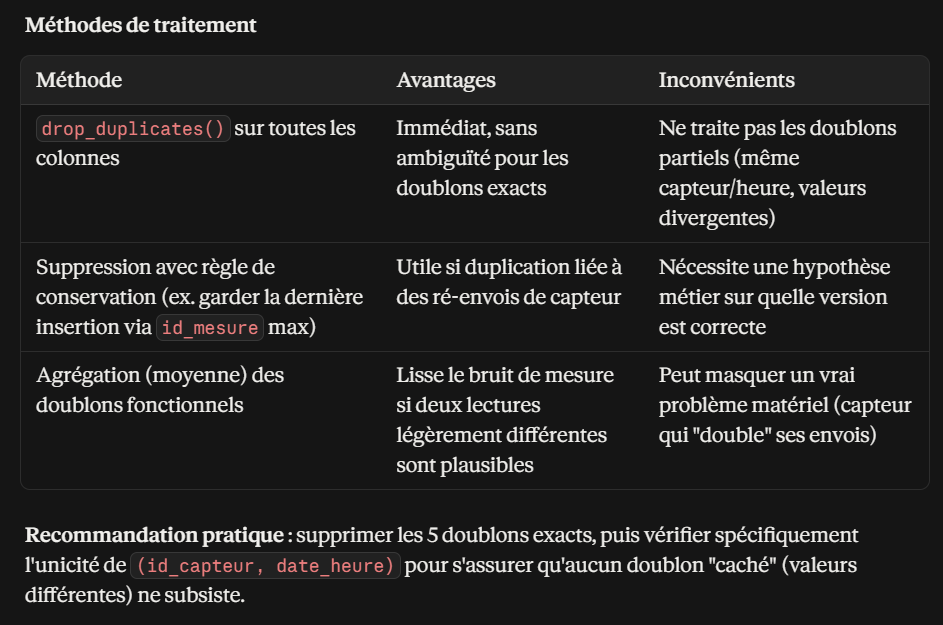 Méthodes de traitement
Méthode Avantages Inconvénients
drop_duplicates() sur toutes les colonnes
Immédiat, sans ambiguïté pour les doublons exacts
Ne traite pas les doublons partiels (même capteur/heure, valeurs divergentes)
Suppression avec règle de conservation (ex. garder la dernière insertion via id_mesure max)
Utile si duplication liée à des ré-envois de capteur
Nécessite une hypothèse métier sur quelle version est correcte
Agrégation (moyenne) des doublons fonctionnels
Lisse le bruit de mesure si deux lectures légèrement différentes sont plausibles
Peut masquer un vrai problème matériel (capteur qui "double" ses envois)
Recommandation pratique : supprimer les 5 doublons exacts, puis vérifier spécifiquement
l'unicité de (id_capteur, date_heure) pour s'assurer qu'aucun doublon "caché" (valeurs
différentes) ne subsiste.